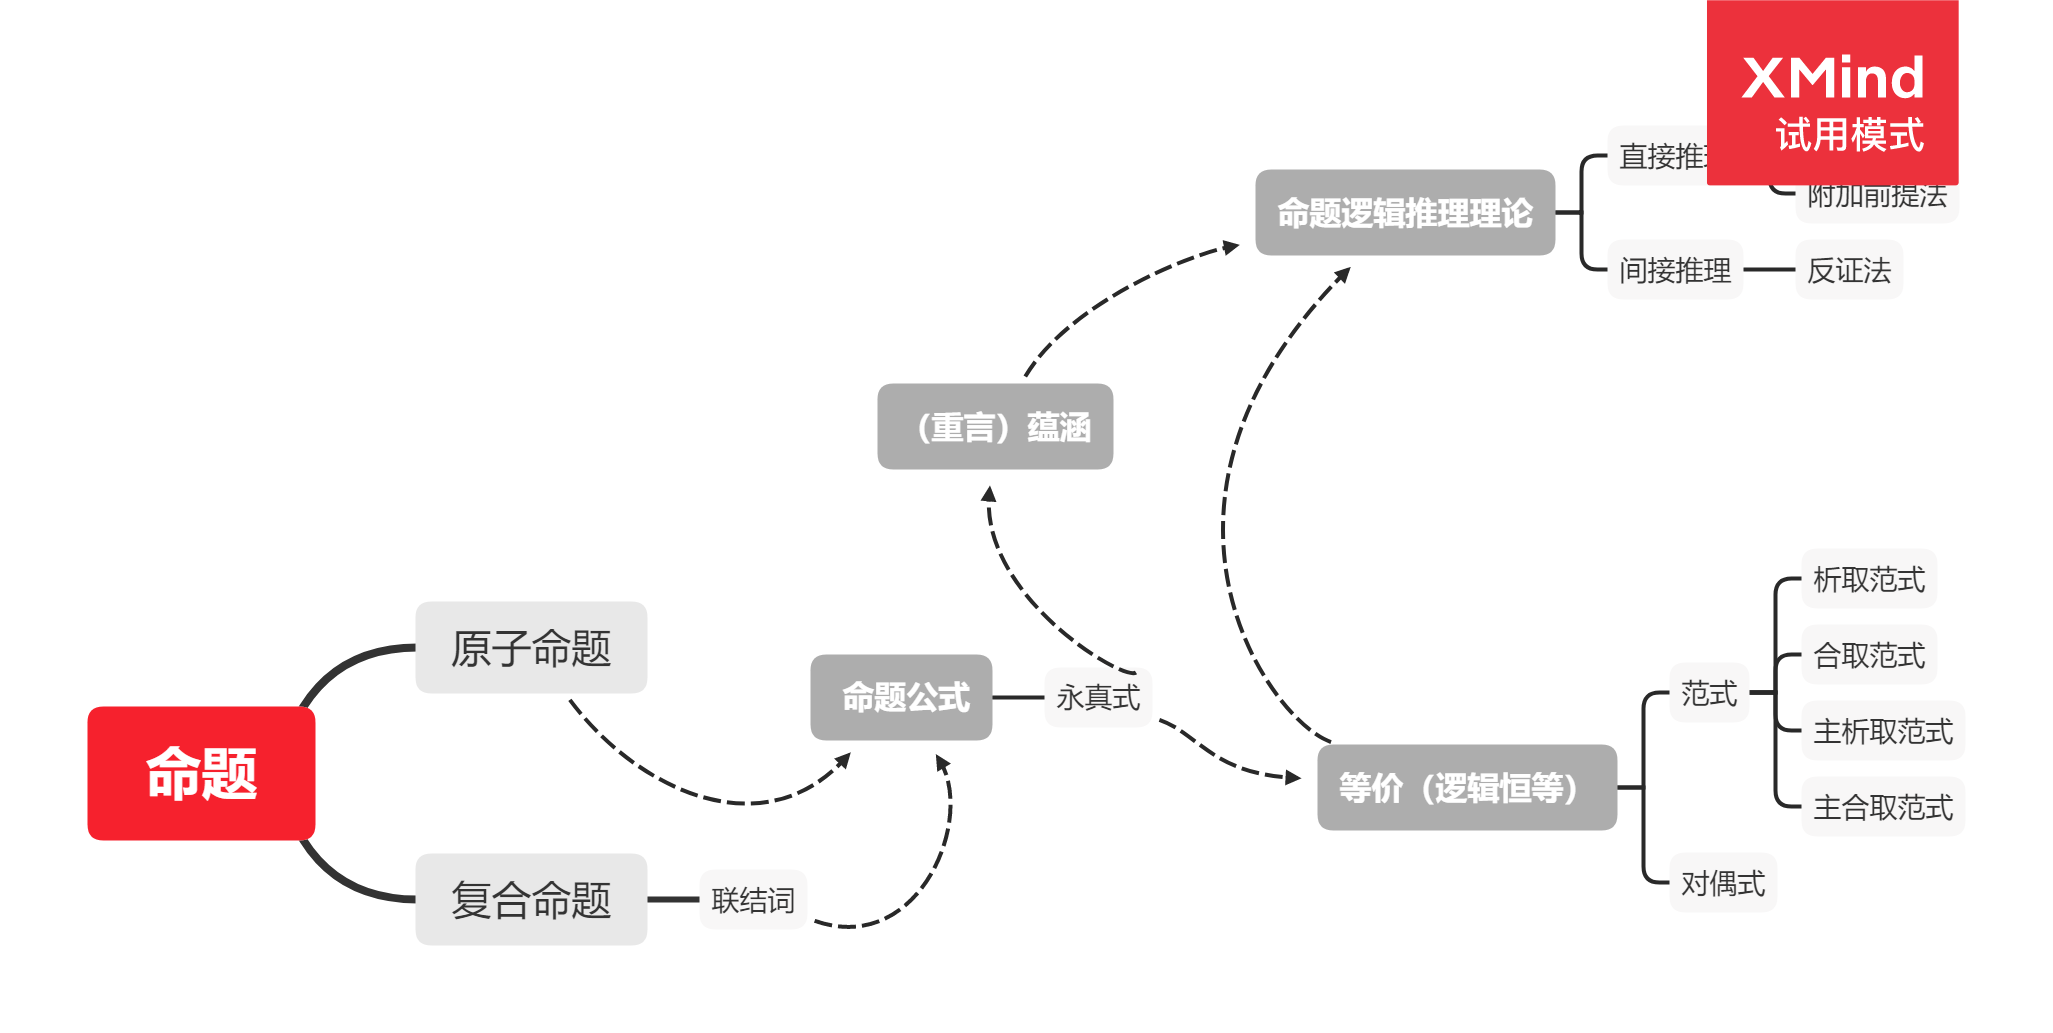 XMind
试用模式
直接推
附加前提法
命题逻辑推理理论
间接推理
反证法
（重言）蕴涵
原子命题
命题公式
永真式
命题
等价（逻辑恒等）
范式
析取范式
合取范式
主析取范式
主合取范式
对偶式
复合命题
联结词